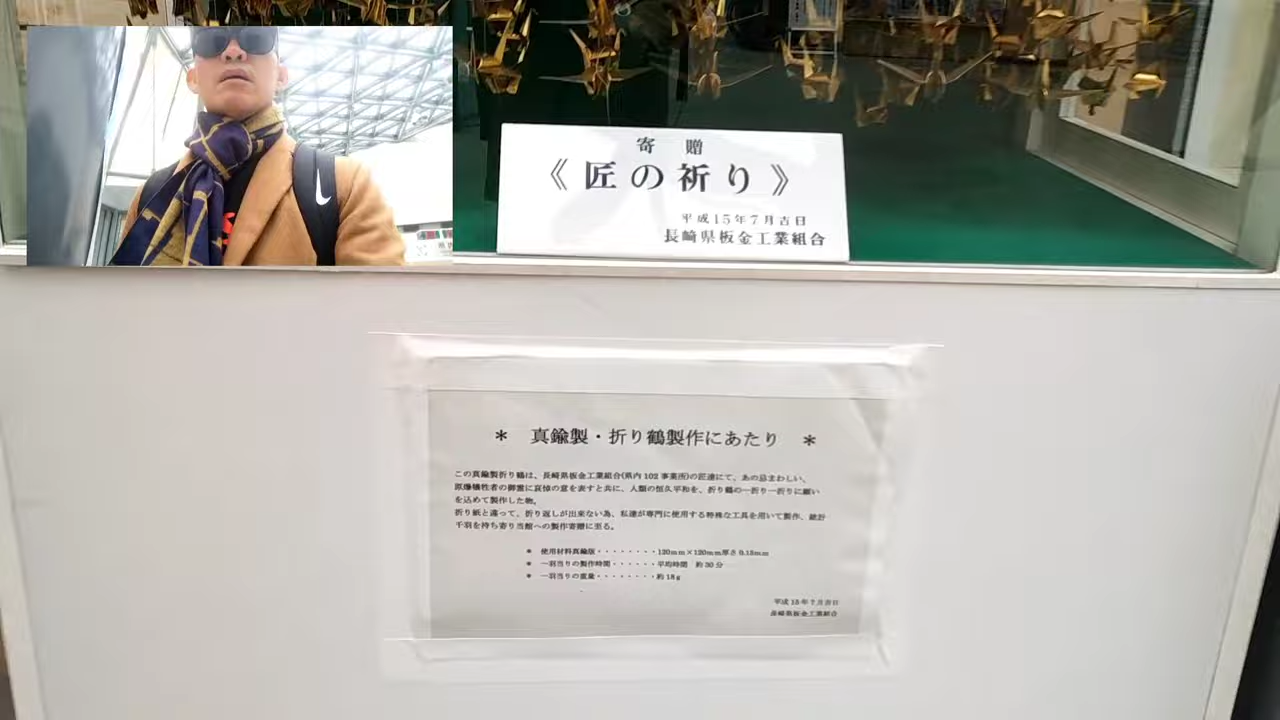 寄贈
《匠の祈り》
平成15年7月吉日
長崎県板金工業組合
＊ 真鍮製・折り鶴製作にあたり ＊
この真鍮製折り鶴は、長崎県板金工業組合(県内102事業所)の匠達にて、あの忌まわしい、
原爆犠牲者の御霊に哀悼の意を表すと共に、人類の恒久平和を、折り鶴の一折り一折りに願い
を込めて製作した物。
折り紙と違って、折り返しが出来ない為、私達が専門に使用する特殊な工具を用いて製作、総計
千羽を持ち寄り当館への製作寄贈に至る。
＊ 使用材料真鍮版・・・・・・・・120mm×120mm厚さ0.15mm
＊ 一羽当りの製作時間・・・・・・平均時間 約30分
＊ 一羽当りの重量・・・・・・・・約18g
平成15年7月吉日
長崎県板金工業組合